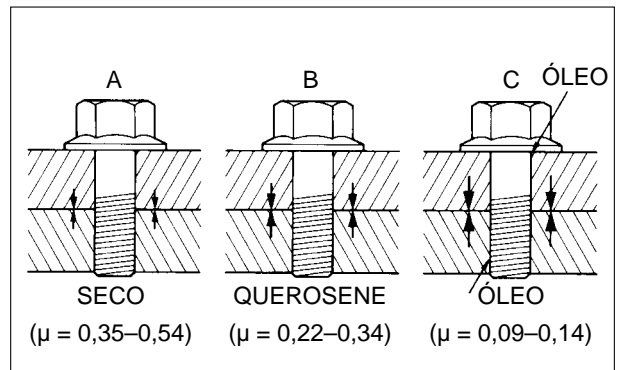 A B C ÓLEO
SECO QUEROSENE ÓLEO
(µ = 0,35–0,54) (µ = 0,22–0,34) (µ = 0,09–0,14)